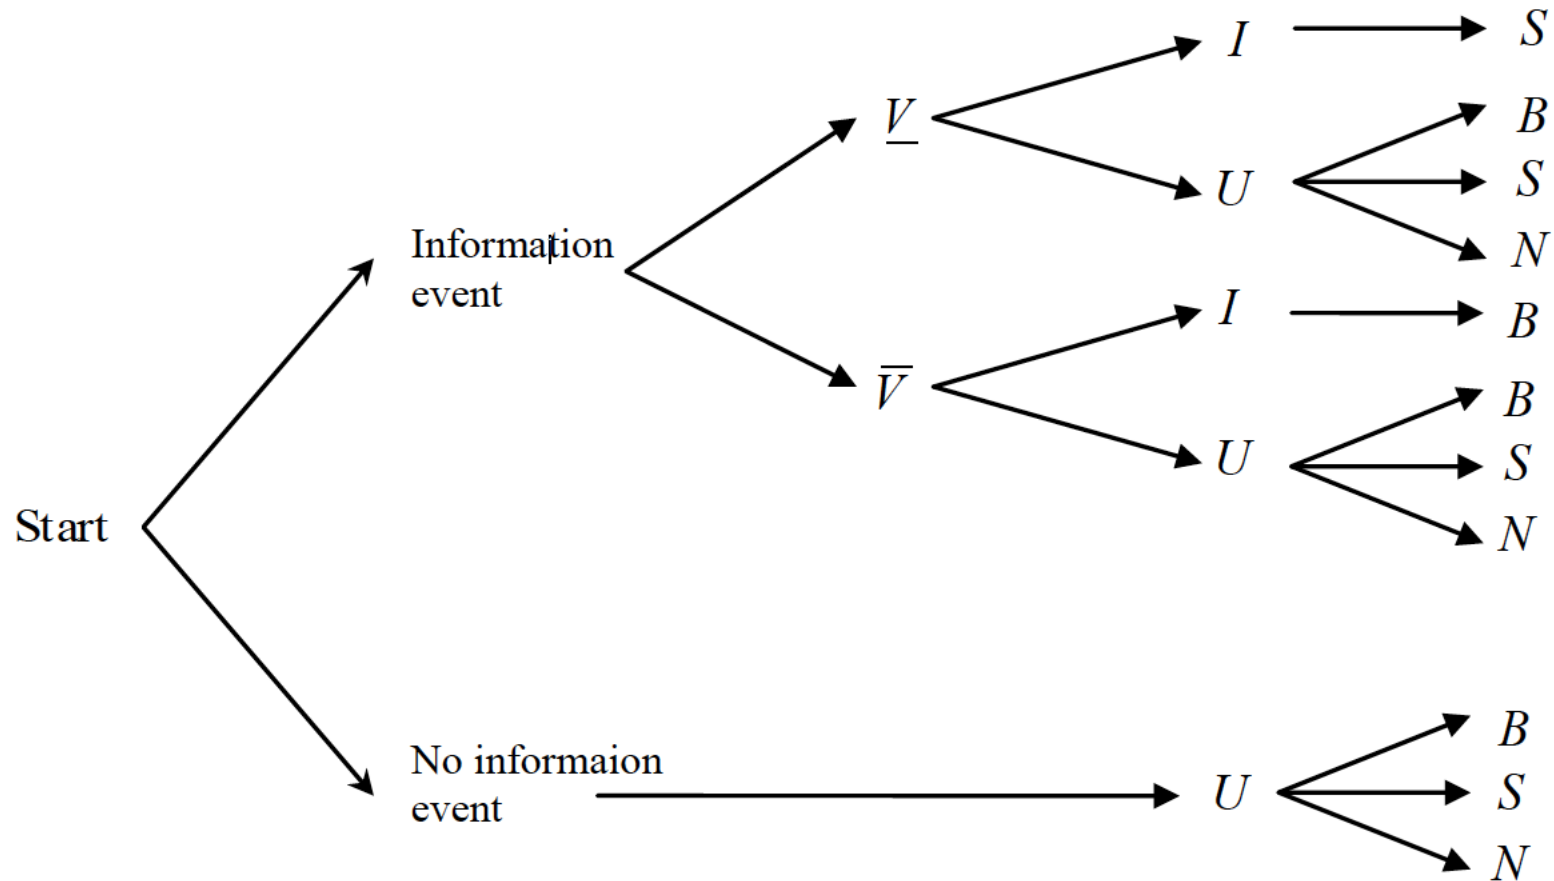 I
S
V
B
U
S
N
Information
event
I
B
V̅
B
U
S
N
Start
No informaion
event
B
U
S
N